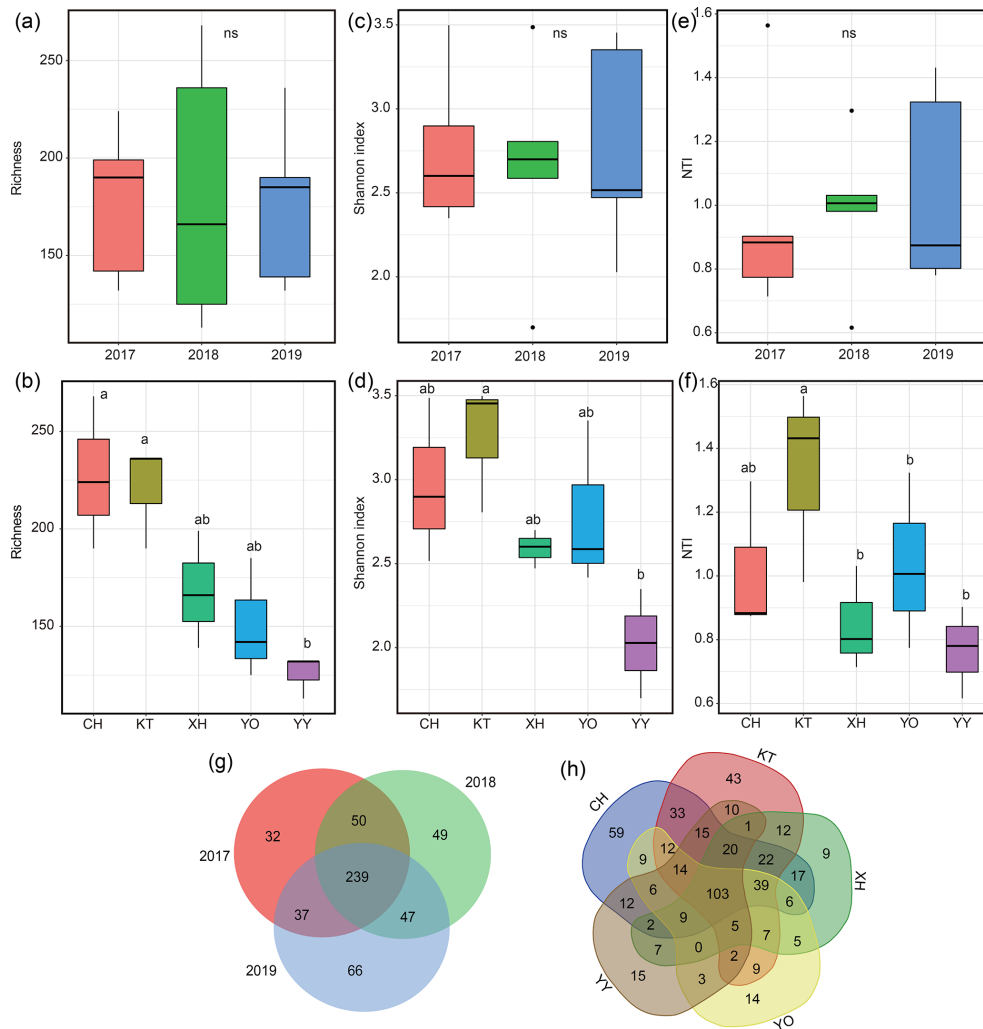 (a)
ns
250
200
150
Richness
2017
2018
2019
(c)
ns
3.5
3.0
2.5
2.0
Shannon index
2017
2018
2019
(e)
ns
1.6
1.4
1.2
1.0
0.8
0.6
NTI
2017
2018
2019
(b)
a
a
ab
ab
b
250
200
150
Richness
CH
KT
XH
YO
YY
(d)
ab
a
ab
ab
b
3.5
3.0
2.5
2.0
Shannon index
CH
KT
XH
YO
YY
(f)
ab
a
b
b
b
1.6
1.4
1.2
1.0
0.8
0.6
NTI
CH
KT
XH
YO
YY
(g)
2017
2018
2019
32
50
49
239
37
47
66
(h)
CH
KT
XH
YO
YY
43
33
10
15
1
12
59
12
20
22
9
9
14
17
6
103
39
6
12
9
5
7
5
2
7
0
2
9
15
3
14